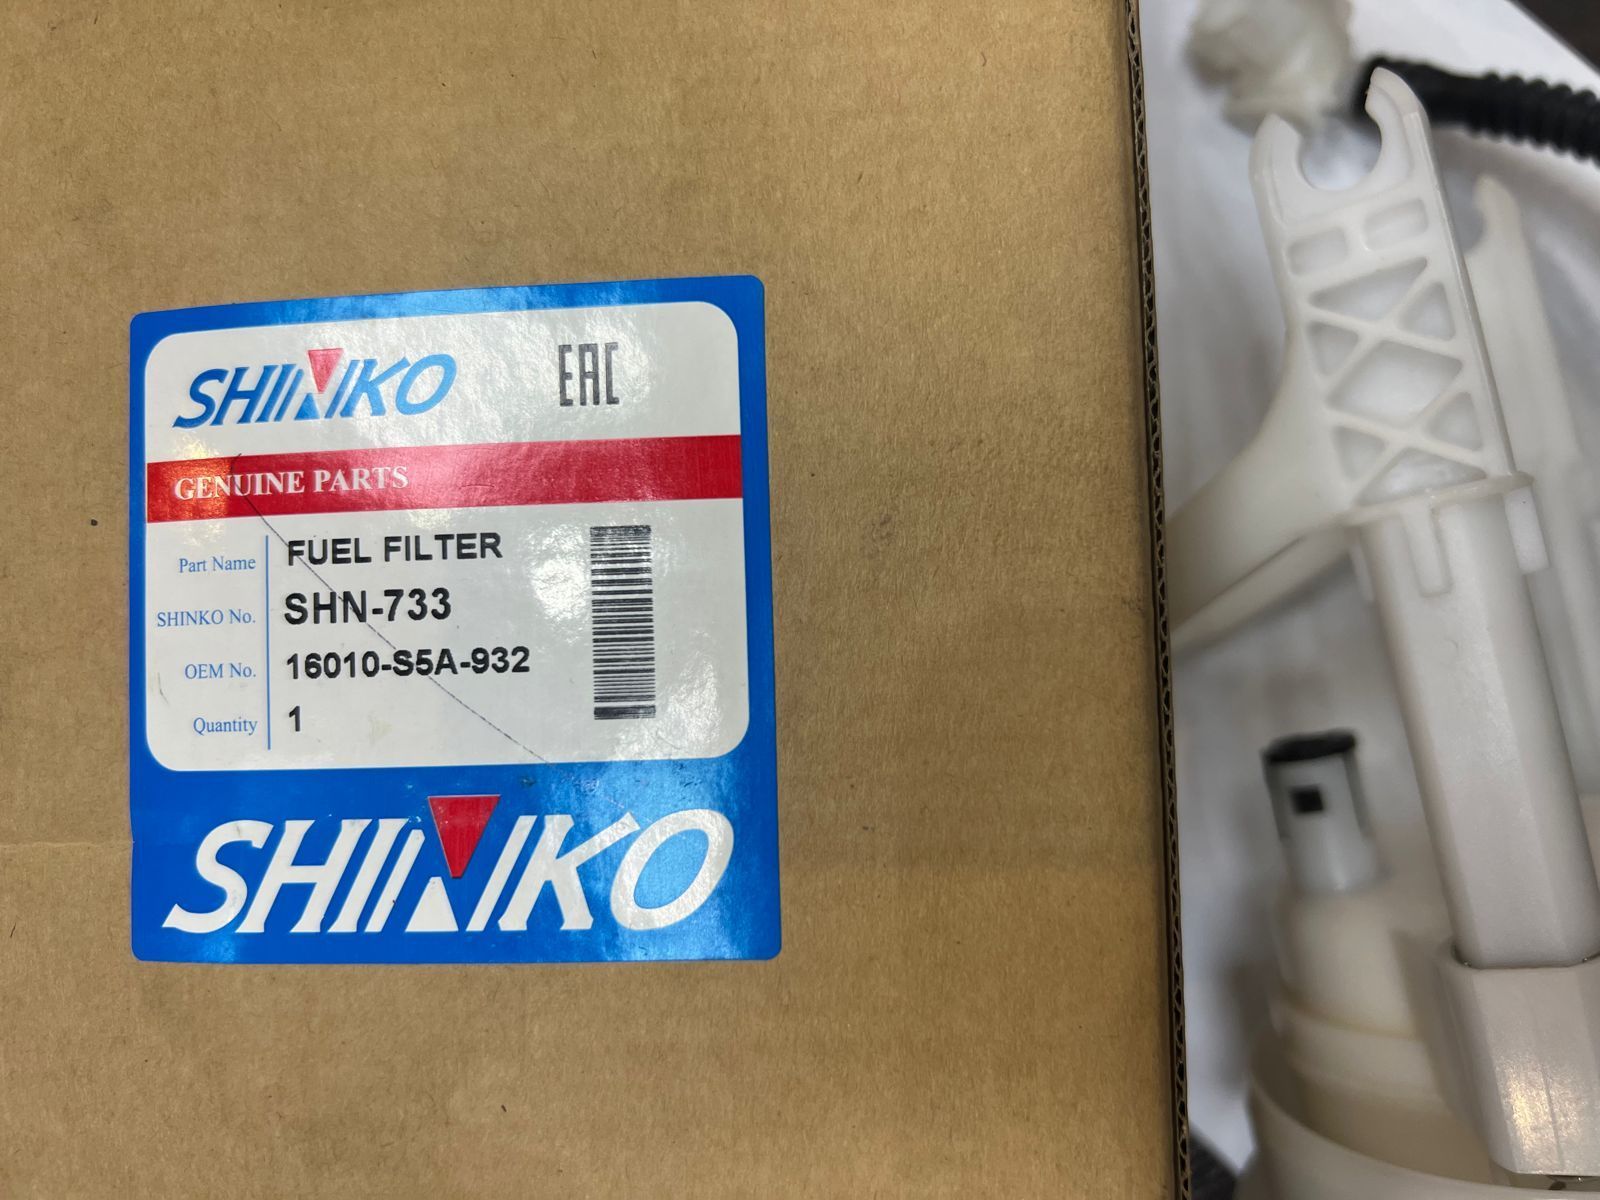 SHINKO
EAC
GENUINE PARTS
Part Name FUEL FILTER
SHINKO No. SHN-733
OEM No. 16010-S5A-932
Quantity 1
SHINKO